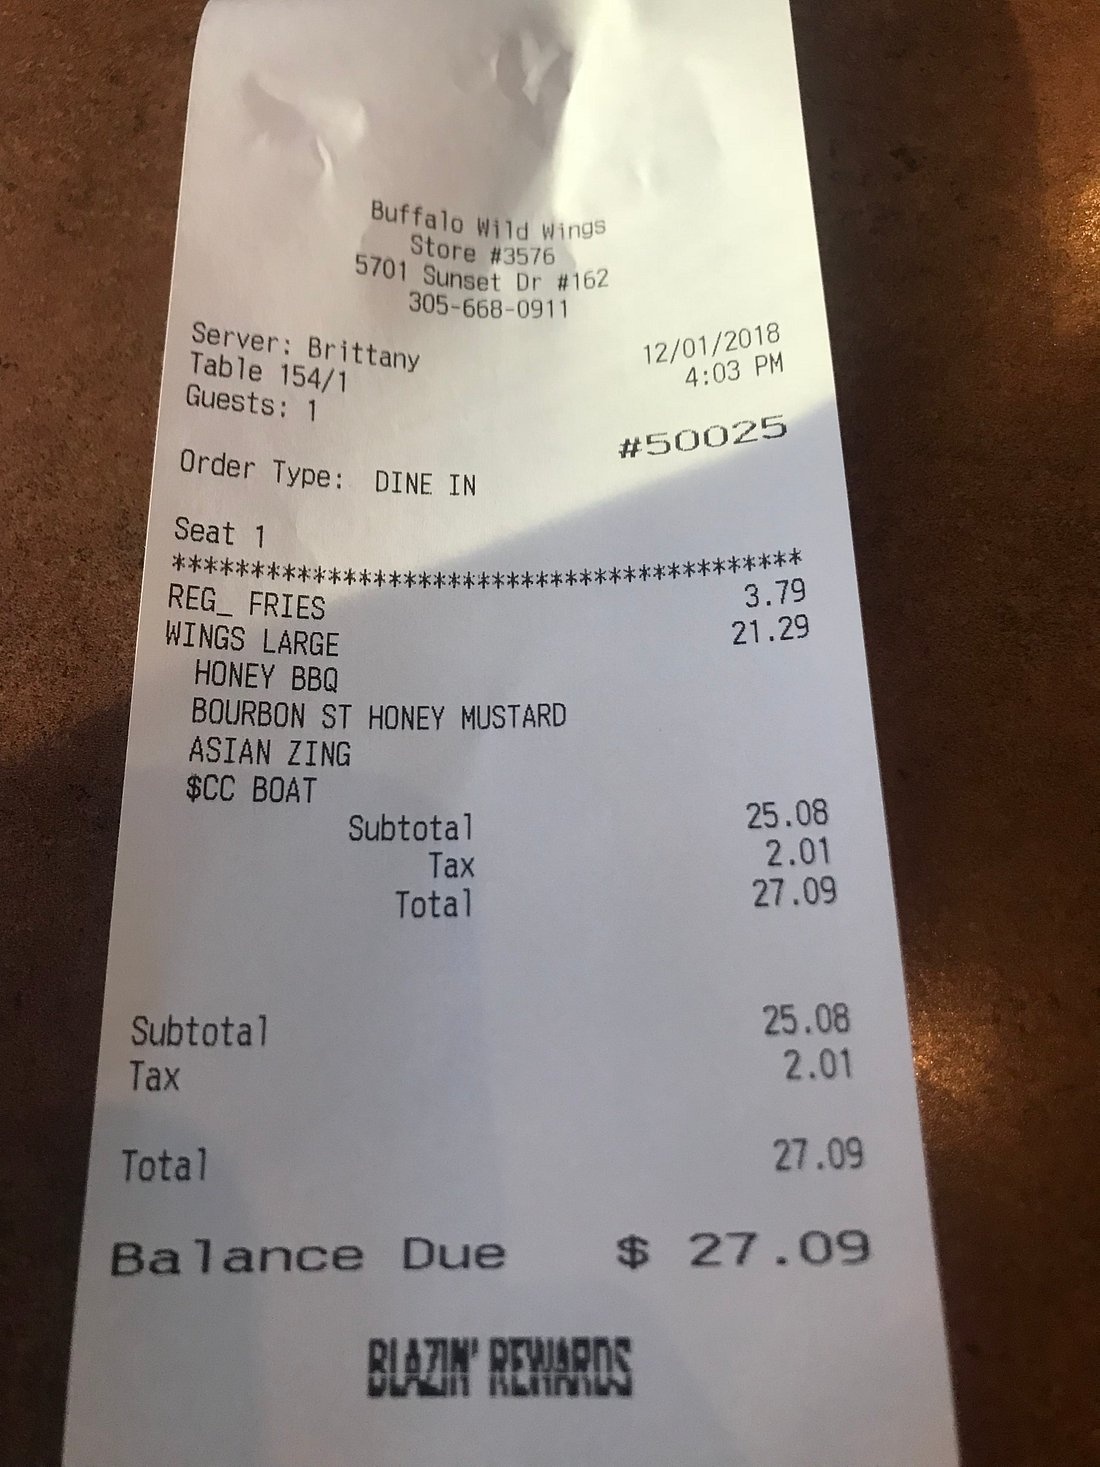 Buffalo Wild Wings
Store #3576
5701 Sunset Dr #162
305-668-0911
Server: Brittany 12/01/2018
Table 154/1 4:03 PM
Guests: 1
#50025
Order Type: DINE IN
Seat 1
*****************************************
REG_ FRIES 3.79
WINGS LARGE 21.29
HONEY BBQ
BOURBON ST HONEY MUSTARD
ASIAN ZING
$CC BOAT
Subtotal 25.08
Tax 2.01
Total 27.09
Subtotal 25.08
Tax 2.01
Total 27.09
Balance Due $ 27.09
BLAZIN' REWARDS